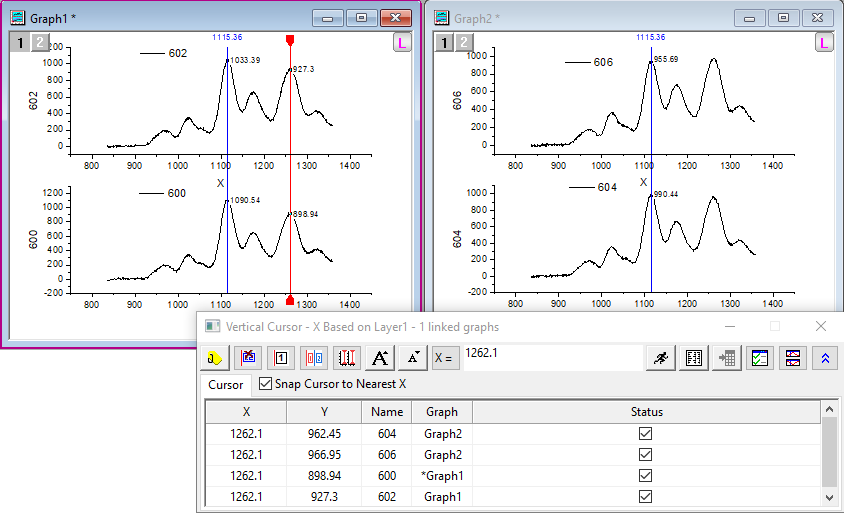 Graph1 *
1 2
L
1115.36
602
1033.39
927.3
602
1200
1000
800
600
400
200
0
800 900 1000 1100 1200 1300 1400
X
600
1090.54
898.94
600
1200
1000
800
600
400
200
0
-200
800 900 1000 1100 1200 1300 1400
Graph2 *
1 2
L
1115.36
606
955.69
606
1000
800
600
400
200
0
800 900 1000 1100 1200 1300 1400
X
604
990.44
604
1000
800
600
400
200
0
-200
800 900 1000 1100 1200 1300 1400
Vertical Cursor - X Based on Layer1 - 1 linked graphs
1 A A X = 1262.1
Cursor Snap Cursor to Nearest X
X Y Name Graph Status
1262.1 962.45 604 Graph2
1262.1 966.95 606 Graph2
1262.1 898.94 600 *Graph1
1262.1 927.3 602 Graph1